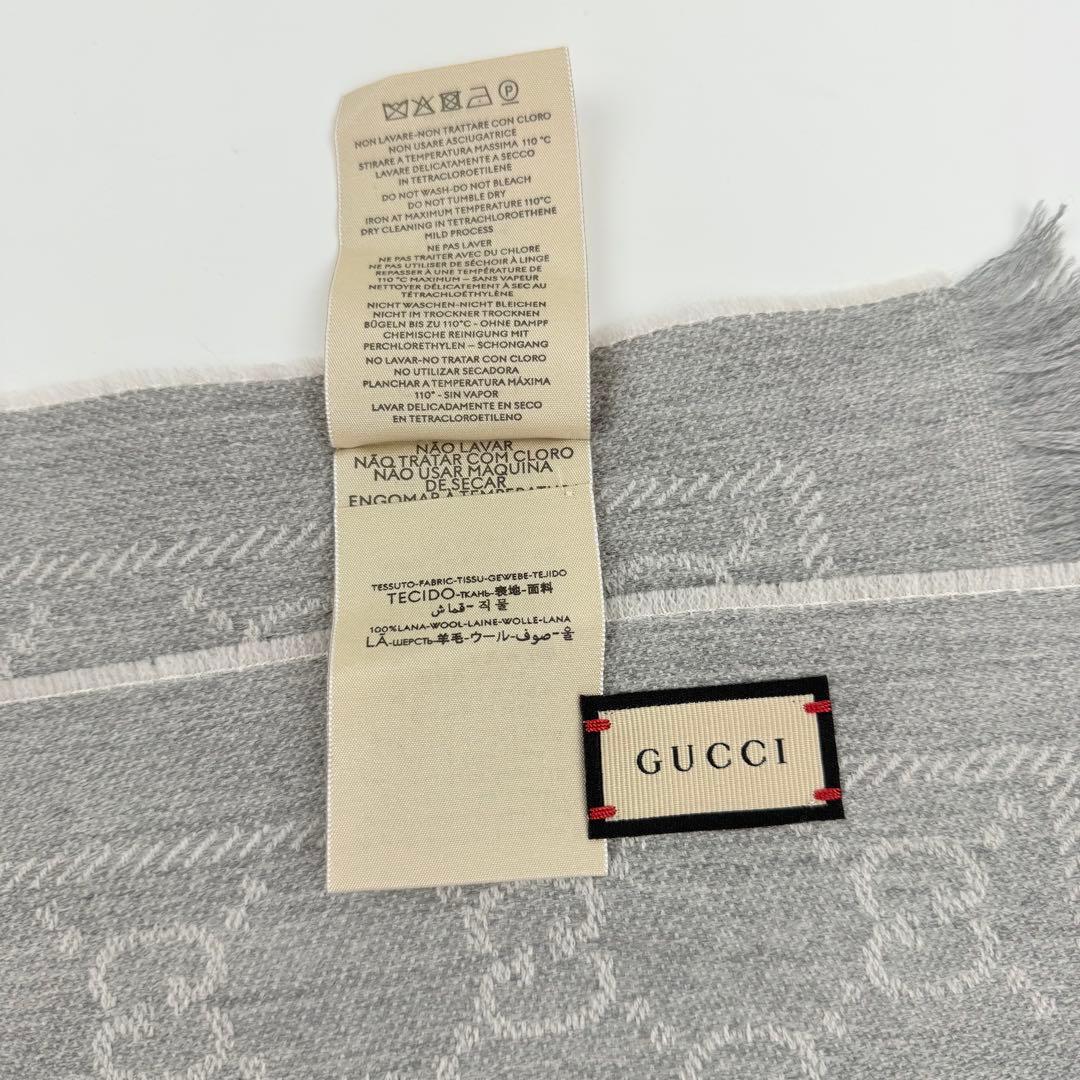 NON LAVARE-NON TRATTARE CON CLORO
NON USARE ASCIUGATRICE
STIRARE A TEMPERATURA MASSIMA 110 °C
LAVARE DELICATAMENTE A SECCO
IN TETRACLOROETILENE
DO NOT WASH-DO NOT BLEACH
DO NOT TUMBLE DRY
IRON AT MAXIMUM TEMPERATURE 110°C
DRY CLEANING IN TETRACHLOROETHENE
MILD PROCESS
NE PAS LAVER
NE PAS TRAITER AVEC DU CHLORE
NE PAS UTILISER DE SÉCHOIR À LINGE
REPASSER À UNE TEMPÉRATURE DE
110 °C MAXIMUM – SANS VAPEUR
NETTOYER DÉLICATEMENT À SEC AU
TÉTRACHLOÉTHYLÈNE
NICHT WASCHEN-NICHT BLEICHEN
NICHT IM TROCKNER TROCKNEN
BÜGELN BIS ZU 110°C - OHNE DAMPF
CHEMISCHE REINIGUNG MIT
PERCHLORETHYLEN – SCHONGANG
NO LAVAR-NO TRATAR CON CLORO
NO UTILIZAR SECADORA
PLANCHAR A TEMPERATURA MÁXIMA
110° - SIN VAPOR
LAVAR DELICADAMENTE EN SECO
EN TETRACLOROETILENO
NÃO LAVAR
NÃO TRATAR COM CLORO
NÃO USAR MÁQUINA
DE SECAR
ENGOMAR A TEMPERATU
TESSUTO-FABRIC-TISSU-GEWEBE-TEJIDO
TECIDO-ТКАНЬ-表地-面料
قماش-직물
100%LANA-WOOL-LAINE-WOLLE-LANA
LÃ-ШЕРСТЬ-羊毛-ウール-صوف-울
GUCCI
P